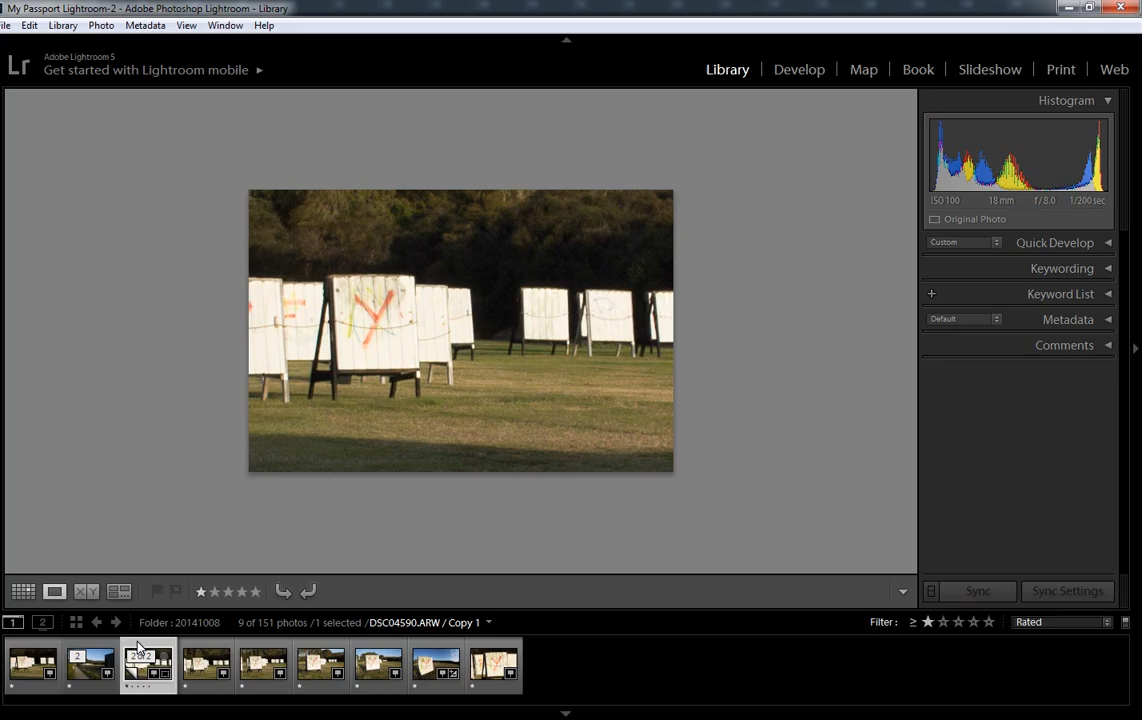 My Passport Lightroom-2 - Adobe Photoshop Lightroom - Library
ile Edit Library Photo Metadata View Window Help
Lr
Adobe Lightroom 5
Get started with Lightroom mobile
Library Develop Map Book Slideshow Print Web
Histogram
ISO 100 18 mm f / 8.0 1/200 sec
Original Photo
Custom Quick Develop
Keywording
+ Keyword List
Default Metadata
Comments
X Y
Sync Sync Settings
1 2 Folder : 20141008 9 of 151 photos / 1 selected / DSC04590.ARW / Copy 1 Filter : ≥ Rated
2